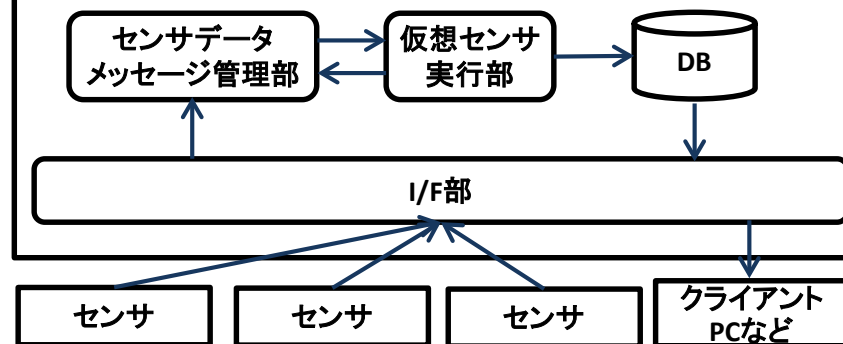 センサデータ
メッセージ管理部
仮想センサ
実行部
DB
I/F部
センサ
センサ
センサ
クライアント
PCなど